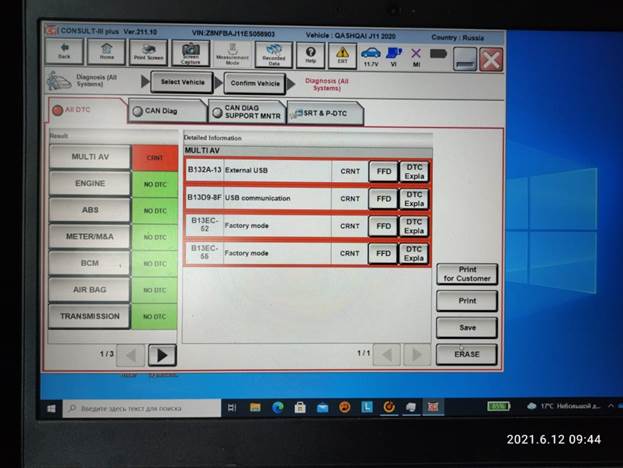 CONSULT-III plus Ver.211.10 VIN:Z8NFBAJ11ES056903 Vehicle : QASHQAI J11 2020 Country : Russia
Back Home Print Screen Screen Capture Measurement Mode Recorded Data Help ERT 11.7V VI MI
Diagnosis (All Systems) Select Vehicle Confirm Vehicle Diagnosis (All Systems)
All DTC CAN Diag CAN DIAG SUPPORT MNTR SRT & P-DTC
Result Detailed Information
MULTI AV CRNT
ENGINE NO DTC
ABS NO DTC
METER/M&A NO DTC
BCM NO DTC
AIR BAG NO DTC
TRANSMISSION NO DTC
1/3
MULTI AV
B132A-13 External USB CRNT FFD DTC Expla
B13D9-8F USB communication CRNT FFD DTC Expla
B13EC-52 Factory mode CRNT FFD DTC Expla
B13EC-55 Factory mode CRNT FFD DTC Expla
1/1
Print for Customer
Print
Save
ERASE
Введите здесь текст для поиска
17°C Небольшой д...
2021.6.12 09:44